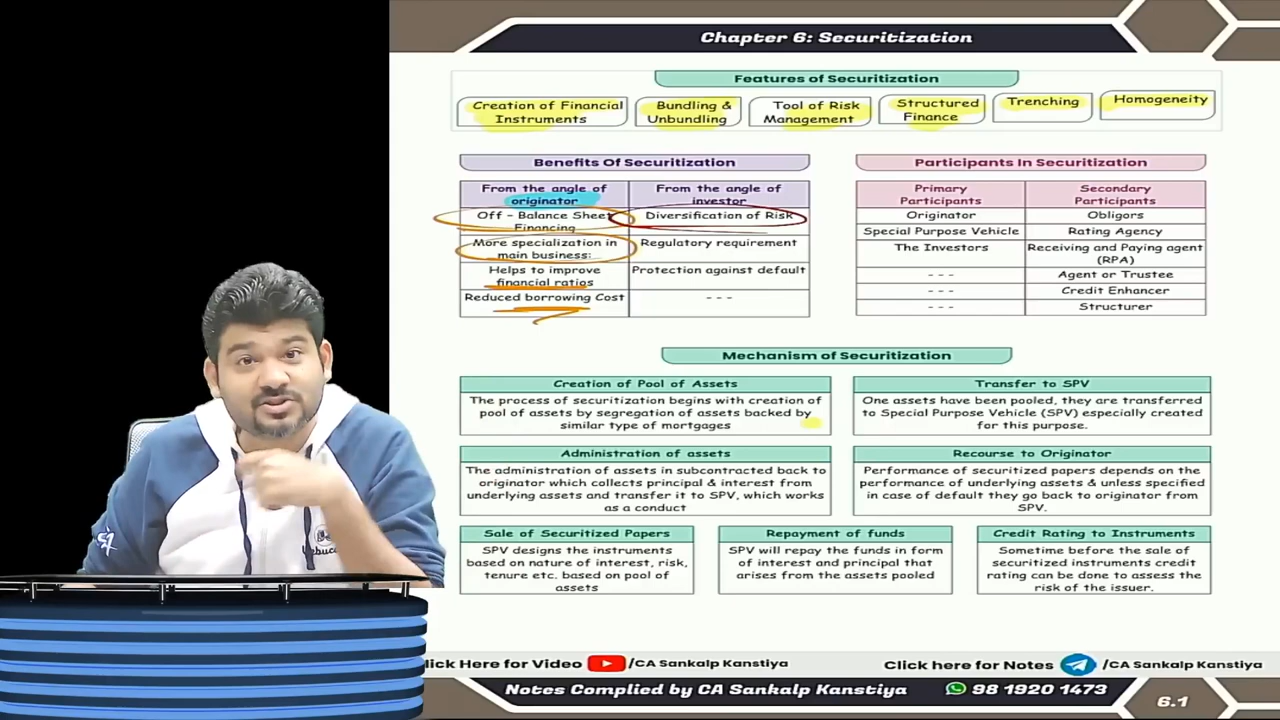 Chapter 6: Securitization
Features of Securitization
Creation of Financial
Instruments
Bundling &
Unbundling
Tool of Risk
Management
Structured
Finance
Trenching
Homogeneity
Benefits Of Securitization
From the angle of
originator
From the angle of
investor
Off - Balance Sheet
Financing
Diversification of Risk
More specialization in
main business:
Regulatory requirement
Helps to improve
financial ratios
Protection against default
Reduced borrowing Cost
- - -
Participants In Securitization
Primary
Participants
Secondary
Participants
Originator
Obligors
Special Purpose Vehicle
Rating Agency
The Investors
Receiving and Paying agent
(RPA)
- - -
Agent or Trustee
- - -
Credit Enhancer
- - -
Structurer
Mechanism of Securitization
Creation of Pool of Assets
The process of securitization begins with creation of
pool of assets by segregation of assets backed by
similar type of mortgages
Transfer to SPV
One assets have been pooled, they are transferred
to Special Purpose Vehicle (SPV) especially created
for this purpose.
Administration of assets
The administration of assets in subcontracted back to
originator which collects principal & interest from
underlying assets and transfer it to SPV, which works
as a conduct
Recourse to Originator
Performance of securitized papers depends on the
performance of underlying assets & unless specified
in case of default they go back to originator from
SPV.
Sale of Securitized Papers
SPV designs the instruments
based on nature of interest, risk,
tenure etc. based on pool of
assets
Repayment of funds
SPV will repay the funds in form
of interest and principal that
arises from the assets pooled
Credit Rating to Instruments
Sometime before the sale of
securitized instruments credit
rating can be done to assess the
risk of the issuer.
lick Here for Video /CA Sankalp Kanstiya
Click here for Notes /CA Sankalp Kanstiya
Notes Complied by CA Sankalp Kanstiya
98 1920 1473
6.1